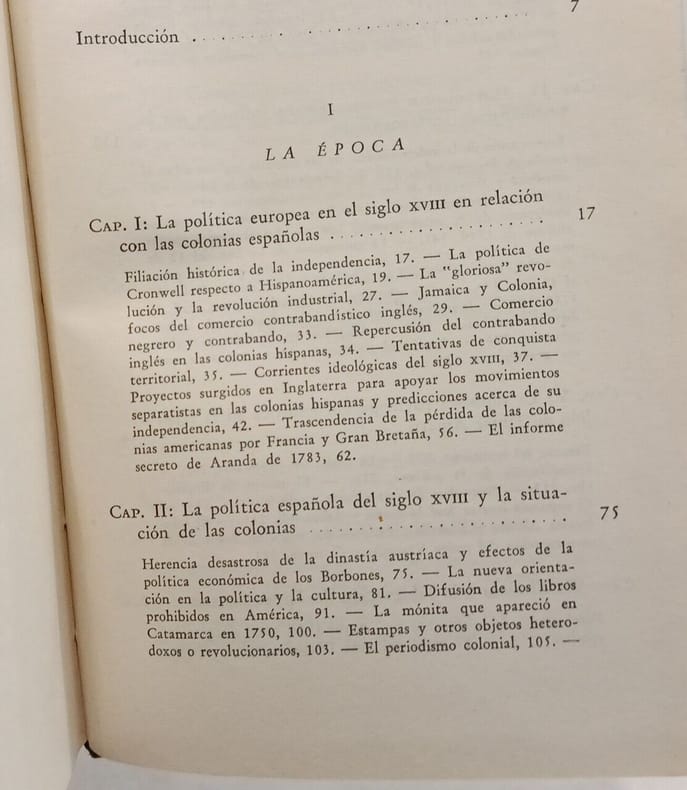 Introducción . . . . . . . . . . . . . . . . . . . . . . . . 7
I
LA ÉPOCA
CAP. I: La política europea en el siglo XVIII en relación
con las colonias españolas . . . . . . . . . . . . . . . . . . . . . 17
Filiación histórica de la independencia, 17. — La política de
Cronwell respecto a Hispanoamérica, 19. — La "gloriosa" revo-
lución y la revolución industrial, 27. — Jamaica y Colonia,
focos del comercio contrabandístico inglés, 29. — Comercio
negrero y contrabando, 33. — Repercusión del contrabando
inglés en las colonias hispanas, 34. — Tentativas de conquista
territorial, 35. — Corrientes ideológicas del siglo XVIII, 37. —
Proyectos surgidos en Inglaterra para apoyar los movimientos
separatistas en las colonias hispanas y predicciones acerca de su
independencia, 42. — Trascendencia de la pérdida de las colo-
nias americanas por Francia y Gran Bretaña, 56. — El informe
secreto de Aranda de 1783, 62.
CAP. II: La política española del siglo XVIII y la situa-
ción de las colonias . . . . . . . . . . . . . . . . . . . . . . . . 75
Herencia desastrosa de la dinastía austríaca y efectos de la
política económica de los Borbones, 75. — La nueva orienta-
ción en la política y la cultura, 81. — Difusión de los libros
prohibidos en América, 91. — La mónita que apareció en
Catamarca en 1750, 100. — Estampas y otros objetos hetero-
doxos o revolucionarios, 103. — El periodismo colonial, 105. —